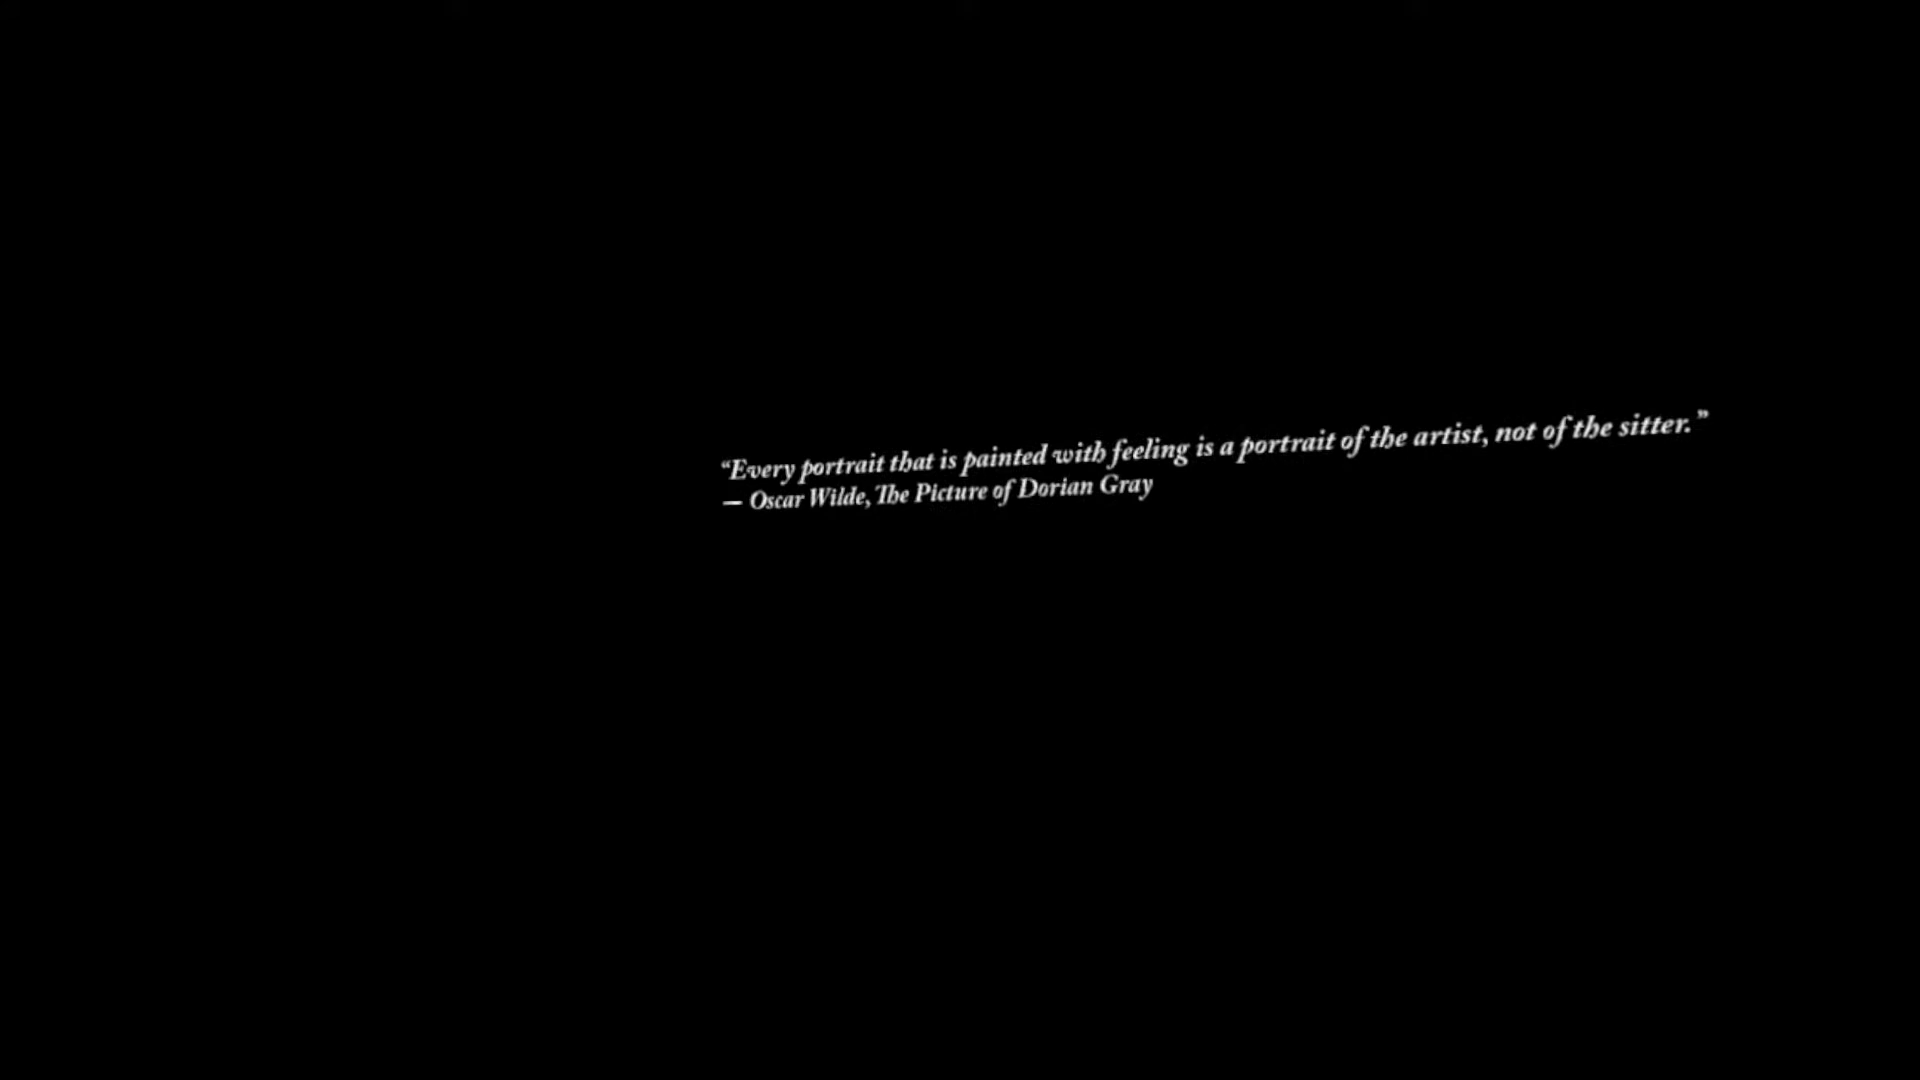 “Every portrait that is painted with feeling is a portrait of the artist, not of the sitter.”
— Oscar Wilde, The Picture of Dorian Gray